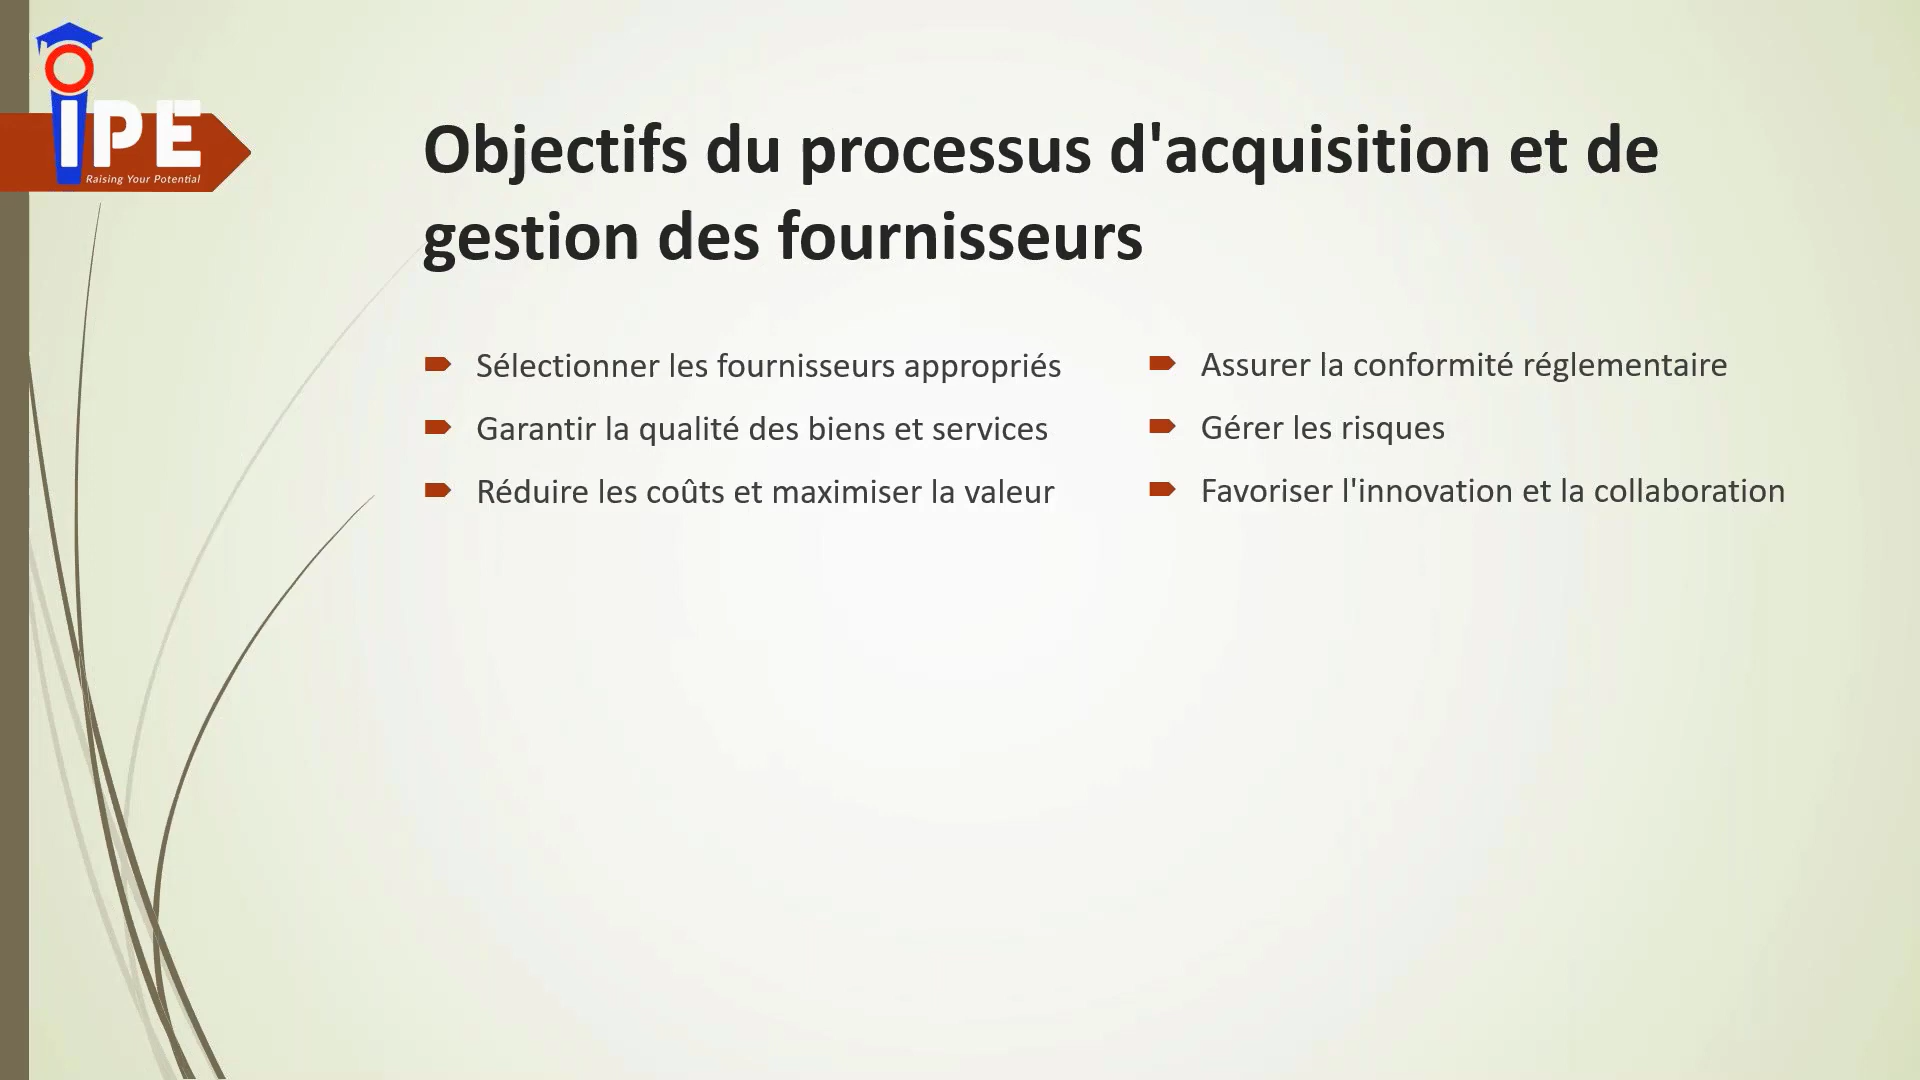 IPE
Raising Your Potential
Objectifs du processus d'acquisition et de
gestion des fournisseurs
Sélectionner les fournisseurs appropriés
Garantir la qualité des biens et services
Réduire les coûts et maximiser la valeur
Assurer la conformité réglementaire
Gérer les risques
Favoriser l'innovation et la collaboration